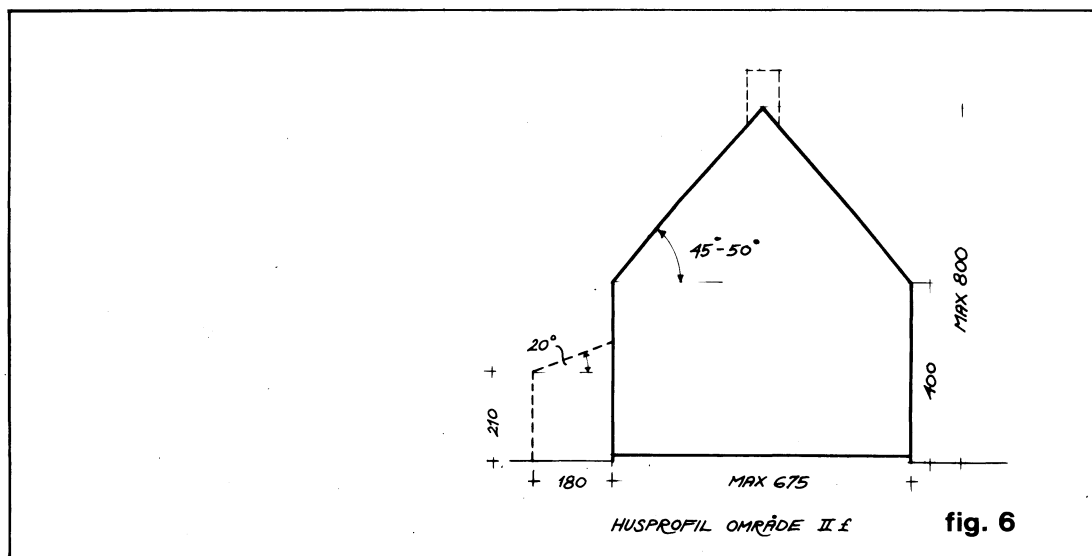 45°-50°
MAX 800
20°
400
210
180
MAX 675
HUSPROFIL OMRÅDE II £
fig. 6